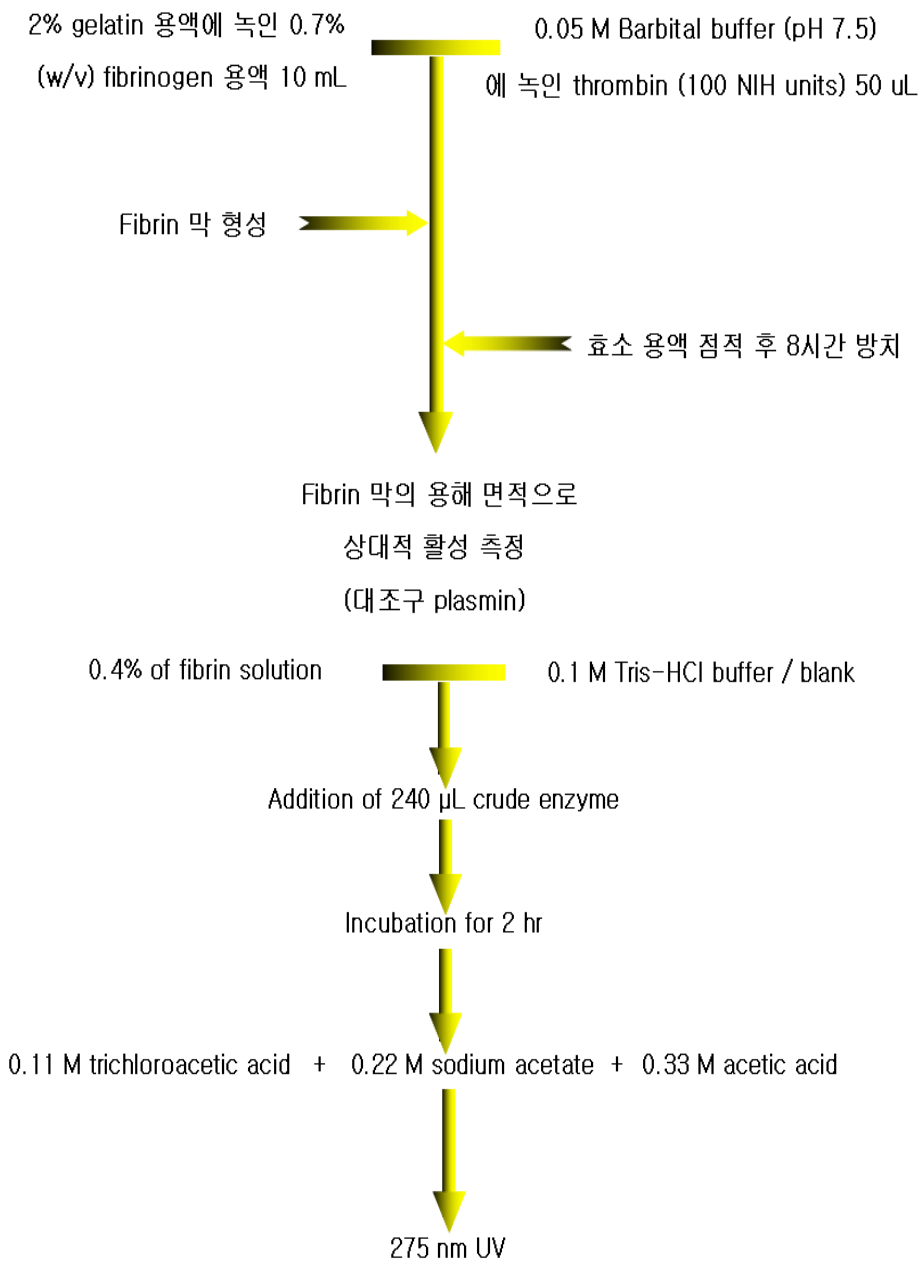 2% gelatin 용액에 녹인 0.7%
(w/v) fibrinogen 용액 10 mL
0.05 M Barbital buffer (pH 7.5)
에 녹인 thrombin (100 NIH units) 50 uL
Fibrin 막 형성
효소 용액 점적 후 8시간 방치
Fibrin 막의 용해 면적으로
상대적 활성 측정
(대조구 plasmin)
0.4% of fibrin solution
0.1 M Tris-HCl buffer / blank
Addition of 240 µL crude enzyme
Incubation for 2 hr
0.11 M trichloroacetic acid + 0.22 M sodium acetate + 0.33 M acetic acid
275 nm UV